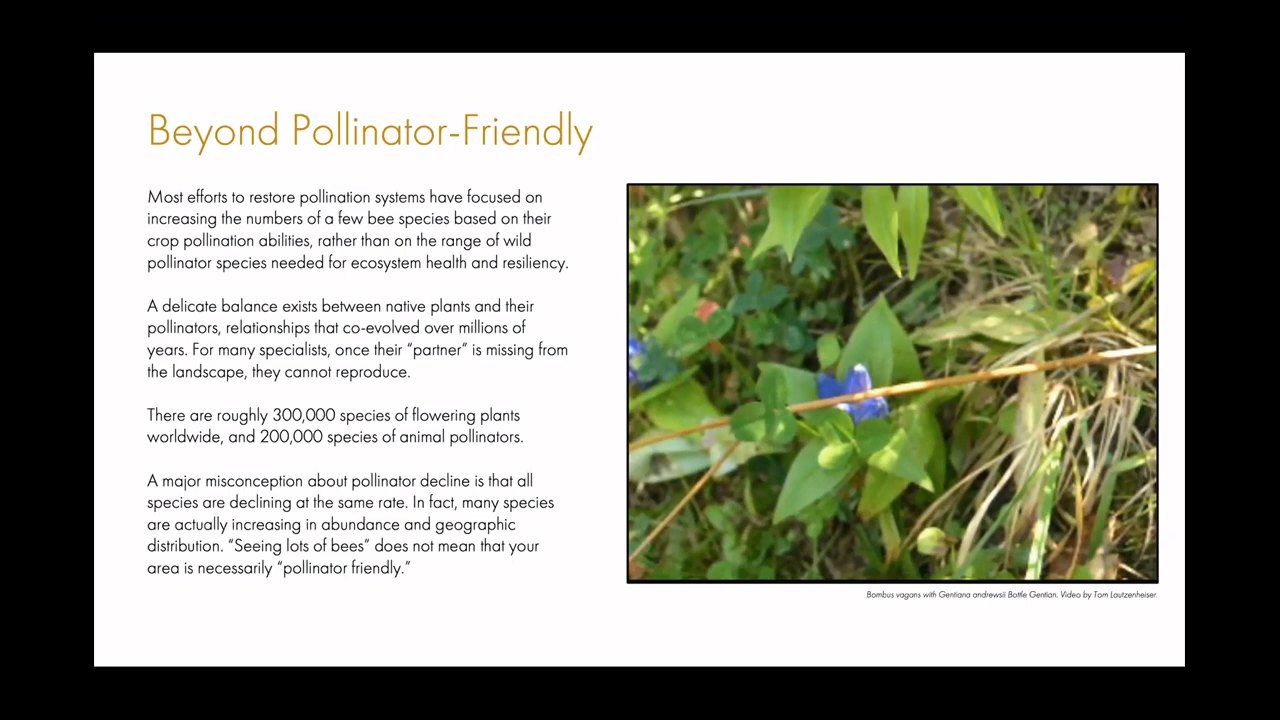 Beyond Pollinator-Friendly
Most efforts to restore pollination systems have focused on
increasing the numbers of a few bee species based on their
crop pollination abilities, rather than on the range of wild
pollinator species needed for ecosystem health and resiliency.
A delicate balance exists between native plants and their
pollinators, relationships that co-evolved over millions of
years. For many specialists, once their “partner” is missing from
the landscape, they cannot reproduce.
There are roughly 300,000 species of flowering plants
worldwide, and 200,000 species of animal pollinators.
A major misconception about pollinator decline is that all
species are declining at the same rate. In fact, many species
are actually increasing in abundance and geographic
distribution. “Seeing lots of bees” does not mean that your
area is necessarily “pollinator friendly.”
Bombus vagans with Gentiana andrewsii Bottle Gentian. Video by Tom Lautzenheiser.